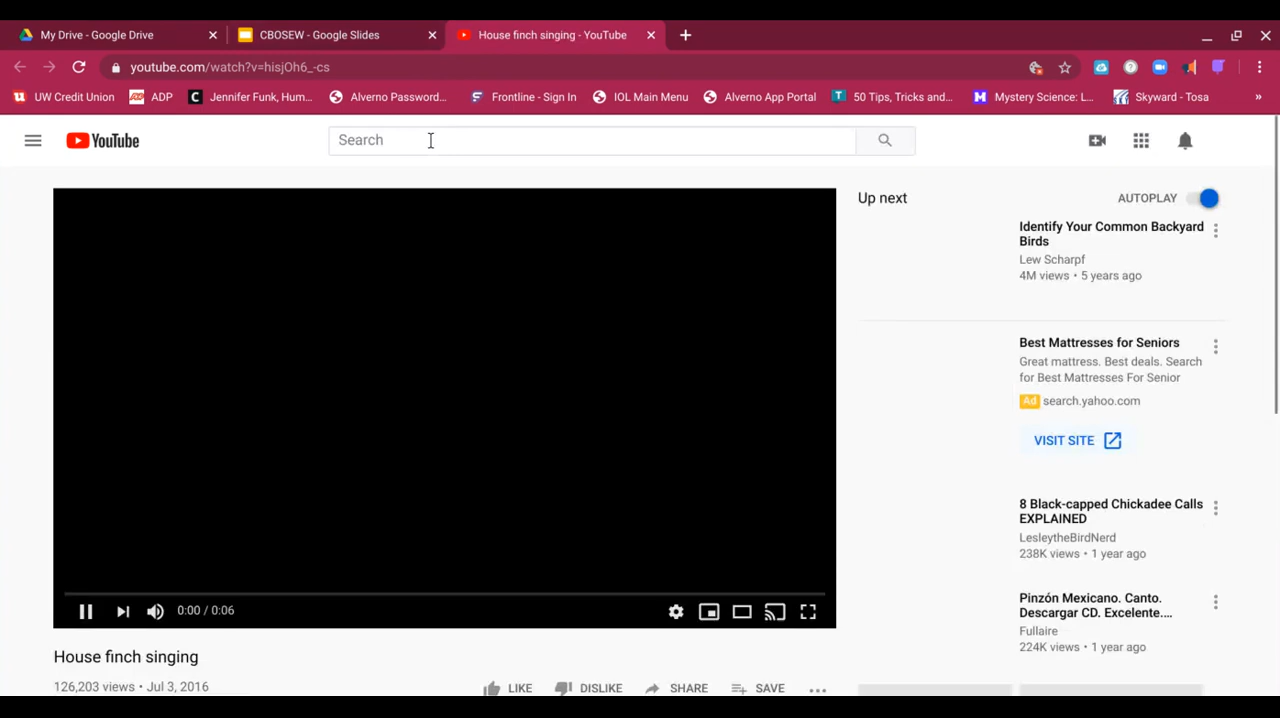 My Drive - Google Drive
CBOSEW - Google Slides
House finch singing - YouTube
youtube.com/watch?v=hisjOh6_-cs
UW Credit Union
ADP
Jennifer Funk, Hum...
Alverno Password...
Frontline - Sign In
IOL Main Menu
Alverno App Portal
50 Tips, Tricks and...
Mystery Science: L...
Skyward - Tosa
»
YouTube
Search
Up next
AUTOPLAY
Identify Your Common Backyard
Birds
Lew Scharpf
4M views • 5 years ago
Best Mattresses for Seniors
Great mattress. Best deals. Search
for Best Mattresses For Senior
Ad search.yahoo.com
VISIT SITE
8 Black-capped Chickadee Calls
EXPLAINED
LesleytheBirdNerd
238K views • 1 year ago
Pinzón Mexicano. Canto.
Descargar CD. Excelente....
Fullaire
224K views • 1 year ago
0:00 / 0:06
House finch singing
126,203 views • Jul 3, 2016
LIKE
DISLIKE
SHARE
SAVE